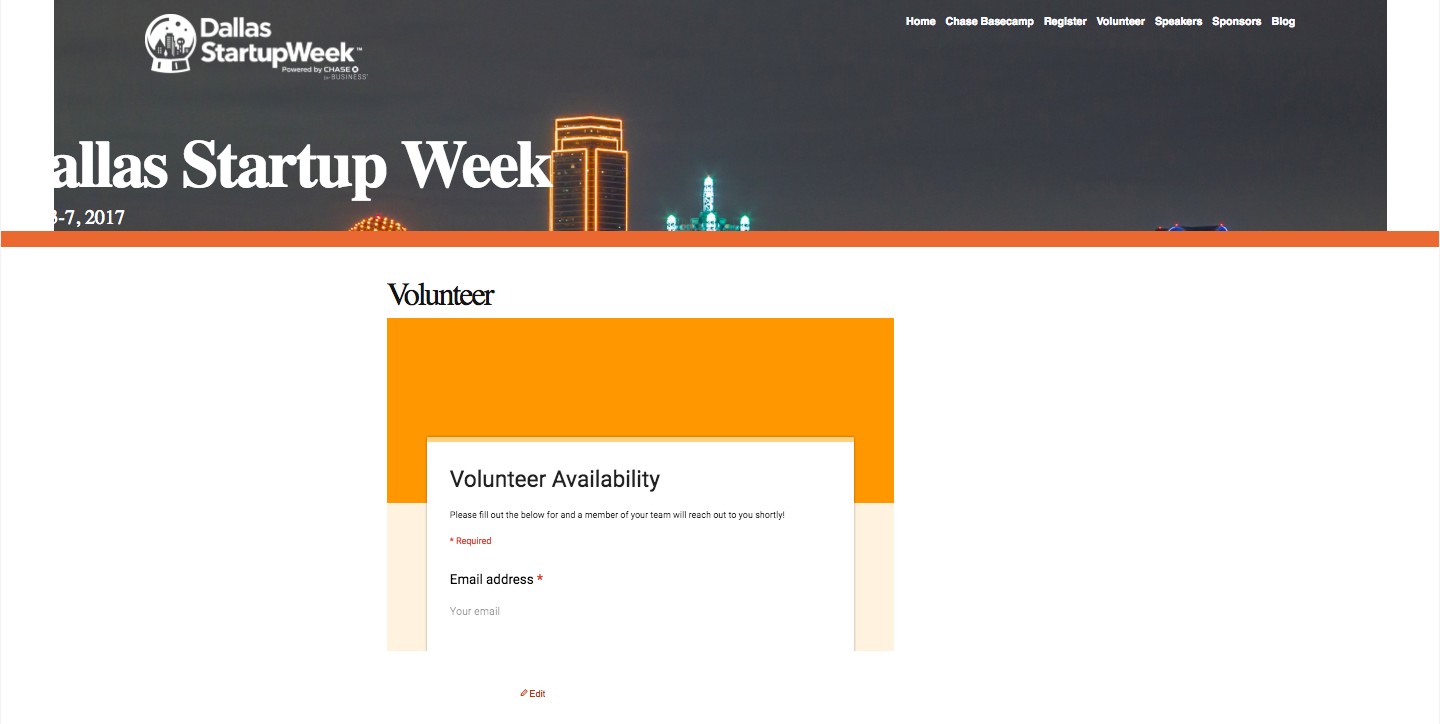 Dallas
StartupWeek™
Powered by CHASE
for BUSINESS®
Home Chase Basecamp Register Volunteer Speakers Sponsors Blog
allas Startup Week
-7, 2017
Volunteer
Volunteer Availability
Please fill out the below for and a member of your team will reach out to you shortly!
* Required
Email address *
Your email
Edit